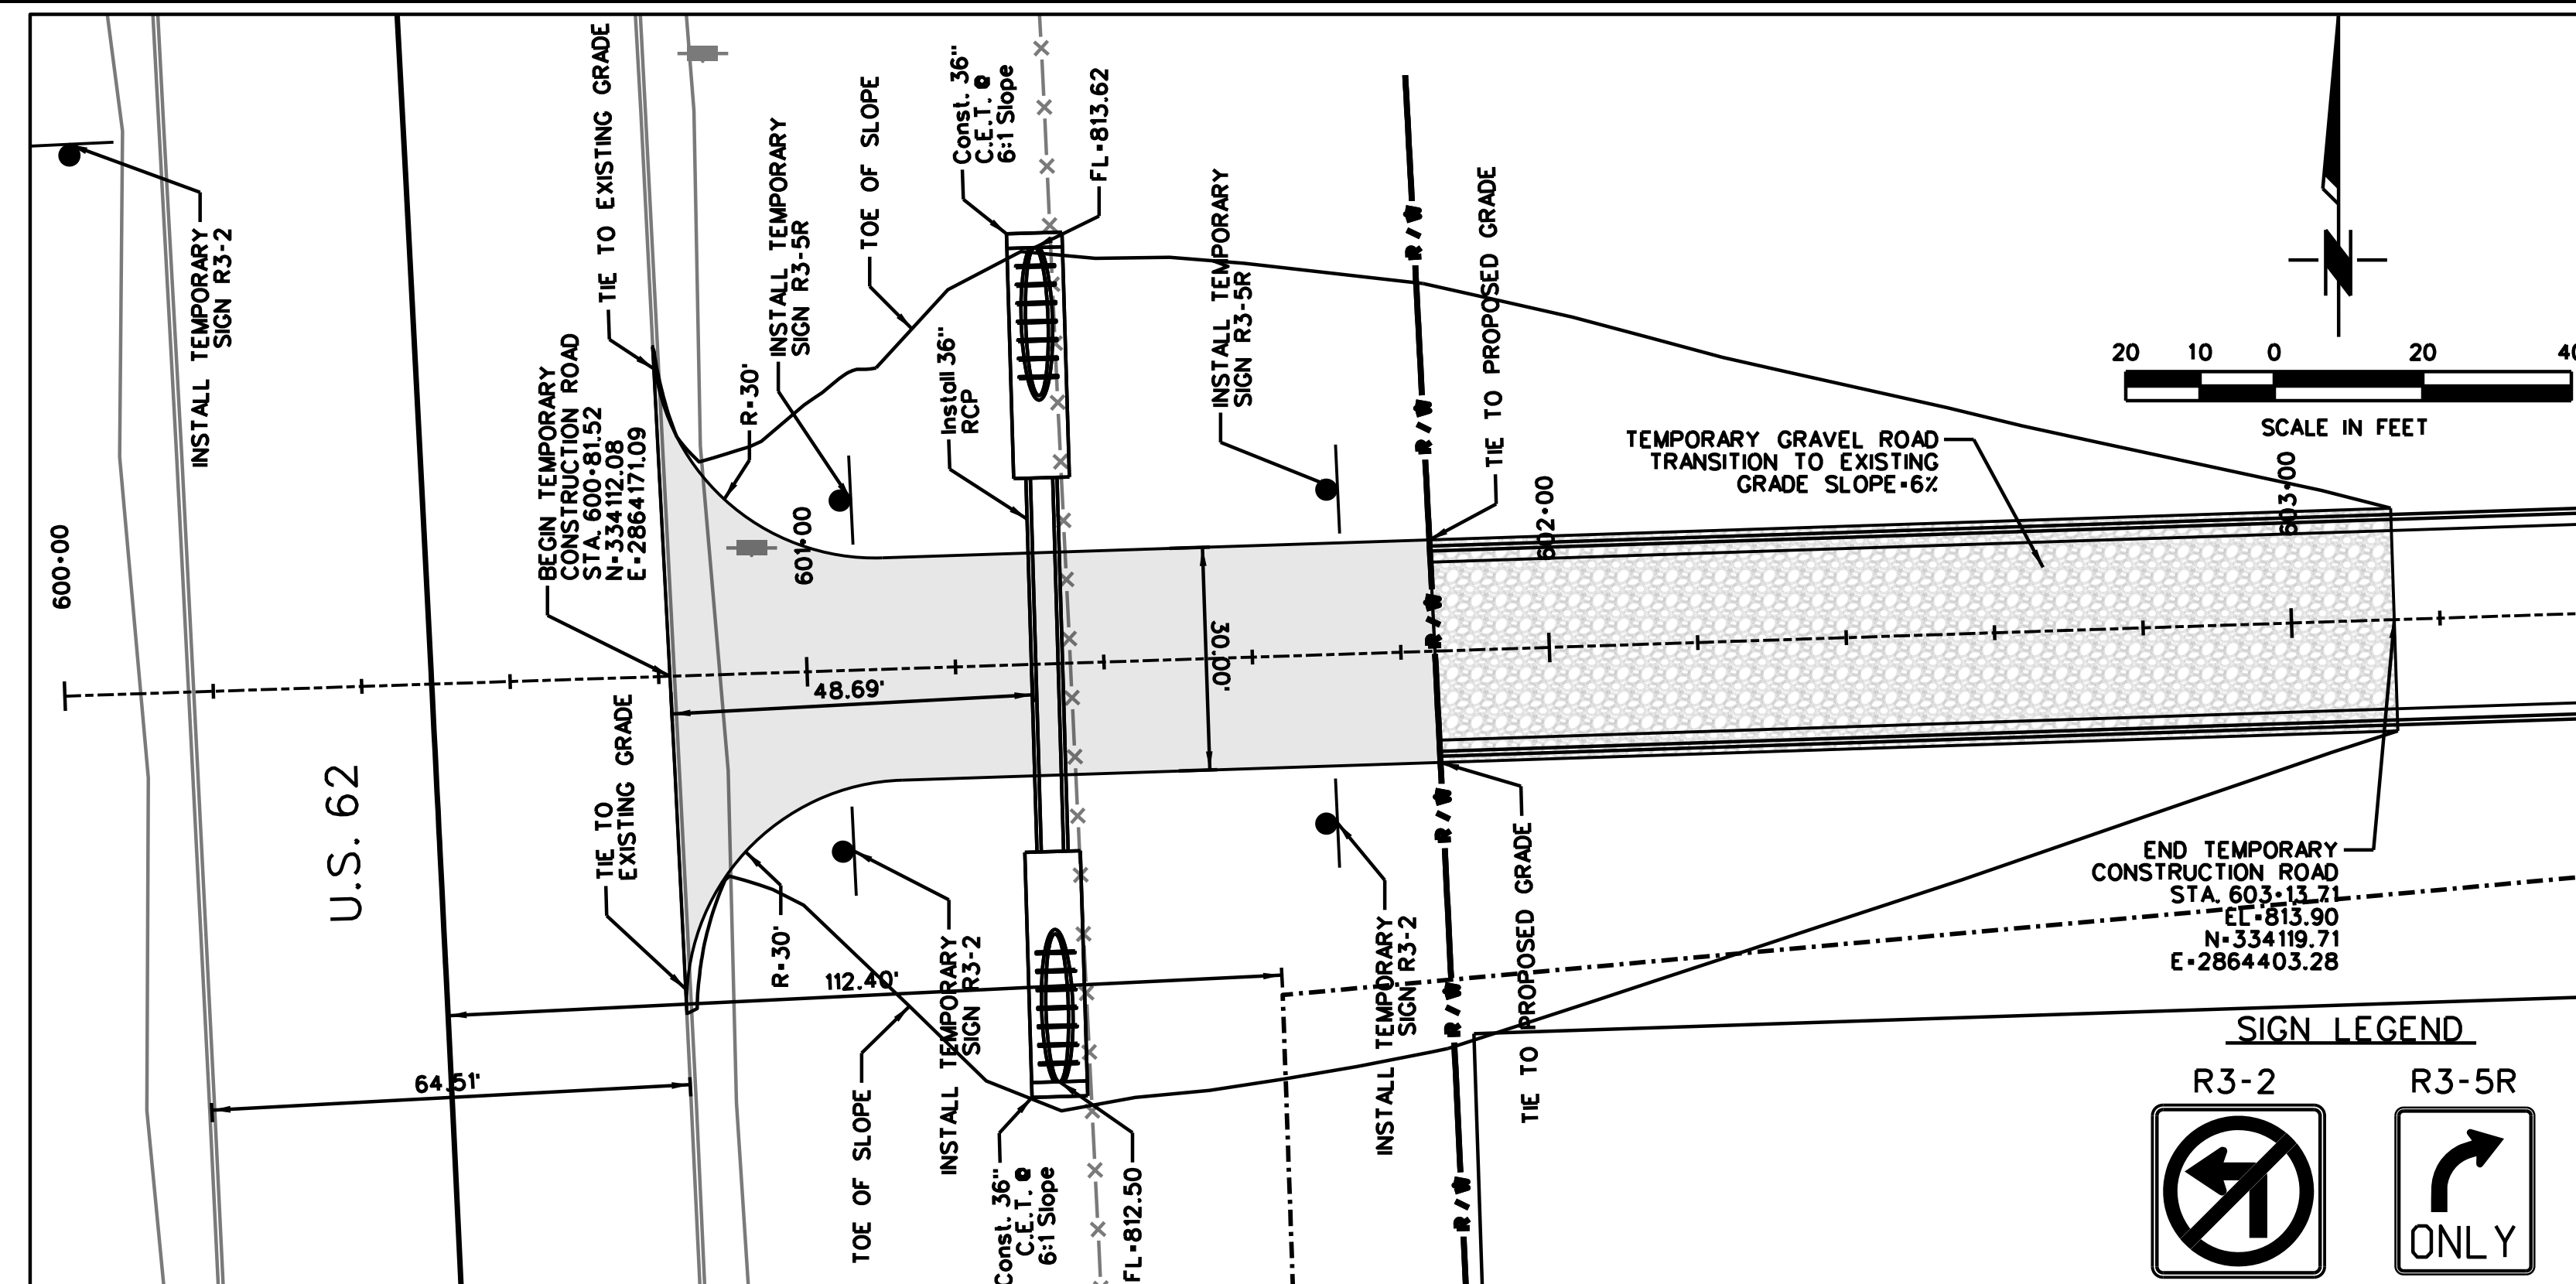 INSTALL TEMPORARY
SIGN R3-2
600+00
U.S. 62
TIE TO EXISTING GRADE
BEGIN TEMPORARY
CONSTRUCTION ROAD
STA. 600+81.52
N=334112.08
E=2864171.09
TIE TO
EXISTING GRADE
64.51'
112.40'
48.69'
R=30'
INSTALL TEMPORARY
SIGN R3-5R
601+00
TOE OF SLOPE
Const. 36"
C.E.T. @
6:1 Slope
FL=813.62
Install 36"
RCP
INSTALL TEMPORARY
SIGN R3-5R
30.00'
R=30'
INSTALL TEMPORARY
SIGN R3-2
TOE OF SLOPE
Const. 36"
C.E.T. @
6:1 Slope
FL=812.50
INSTALL TEMPORARY
SIGN R3-2
R/W
R/W
R/W
R/W
R/W
R/W
TIE TO PROPOSED GRADE
TIE TO PROPOSED GRADE
602+00
TEMPORARY GRAVEL ROAD
TRANSITION TO EXISTING
GRADE SLOPE=6%
603+00
N
20 10 0 20 40
SCALE IN FEET
END TEMPORARY
CONSTRUCTION ROAD
STA. 603+13.71
EL=813.90
N=334119.71
E=2864403.28
SIGN LEGEND
R3-2
R3-5R
ONLY